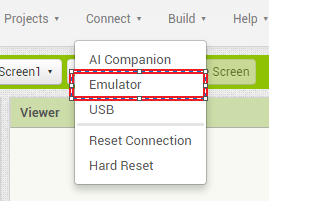 Projects Connect Build Help
Screen1 Screen
AI Companion
Emulator
Viewer
USB
Reset Connection
Hard Reset